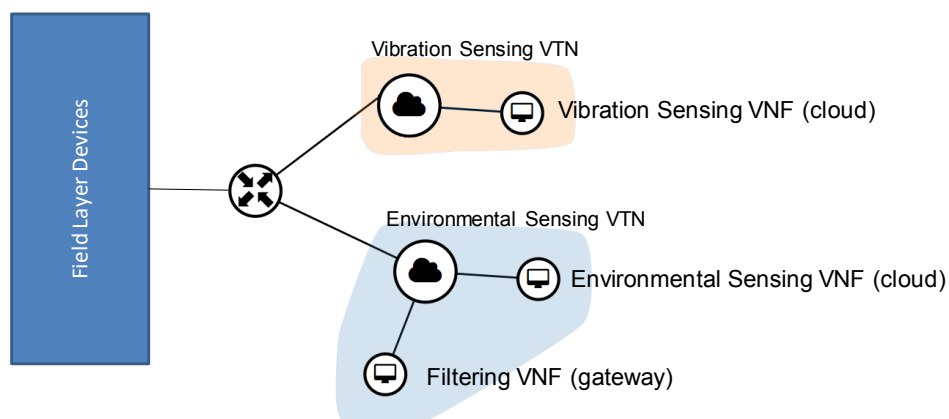 Field Layer Devices
Vibration Sensing VTN
Vibration Sensing VNF (cloud)
Environmental Sensing VTN
Environmental Sensing VNF (cloud)
Filtering VNF (gateway)